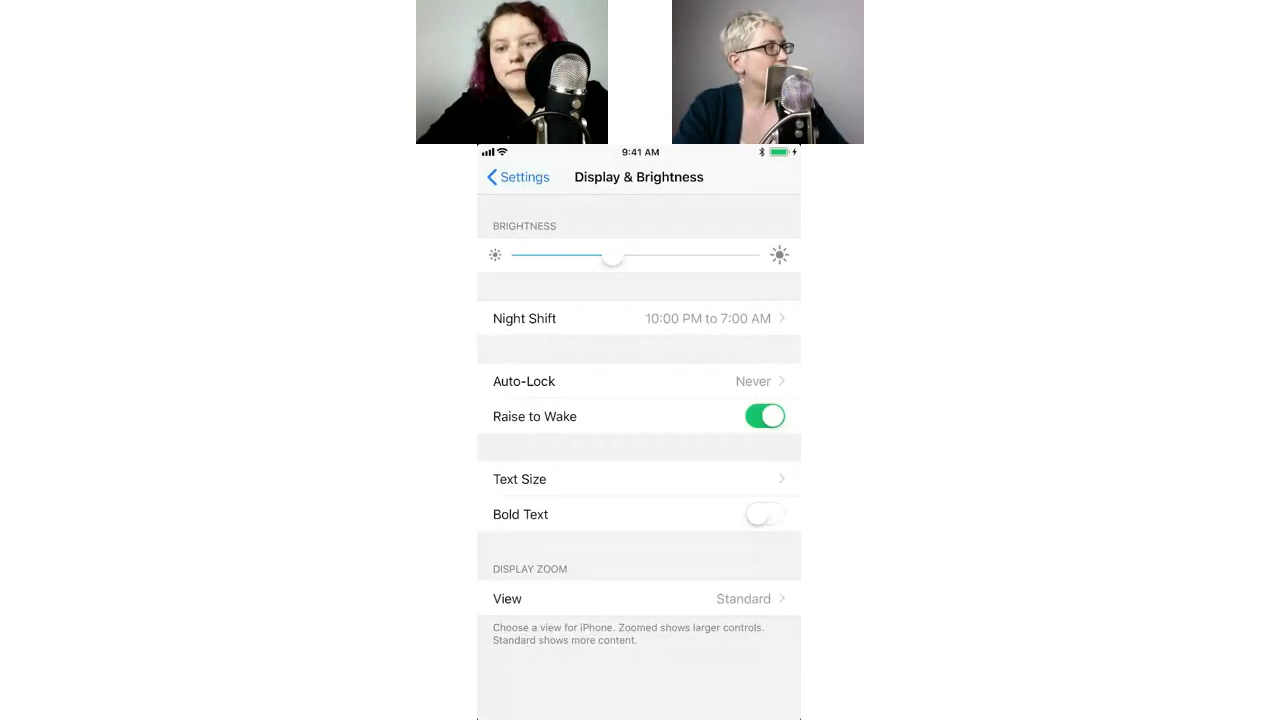 9:41 AM
Settings
Display & Brightness
BRIGHTNESS
Night Shift 10:00 PM to 7:00 AM
Auto-Lock Never
Raise to Wake
Text Size
Bold Text
DISPLAY ZOOM
View Standard
Choose a view for iPhone. Zoomed shows larger controls.
Standard shows more content.